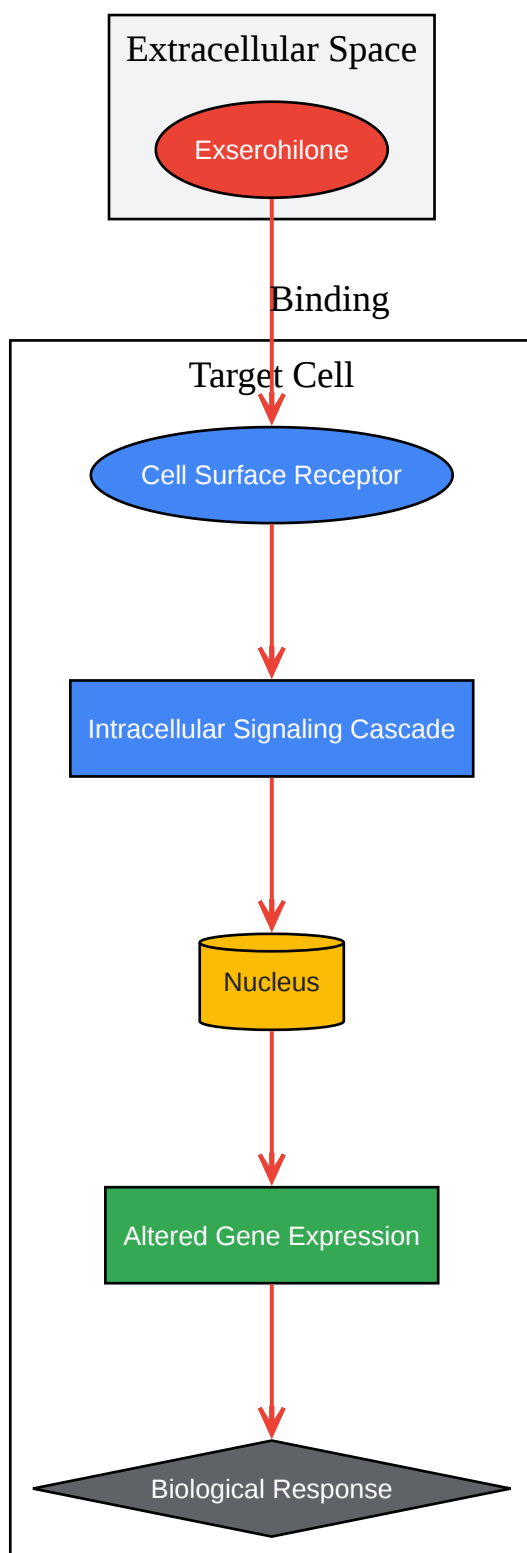 Extracellular Space
Exserohilone
Binding
Target Cell
Cell Surface Receptor
Intracellular Signaling Cascade
Nucleus
Altered Gene Expression
Biological Response